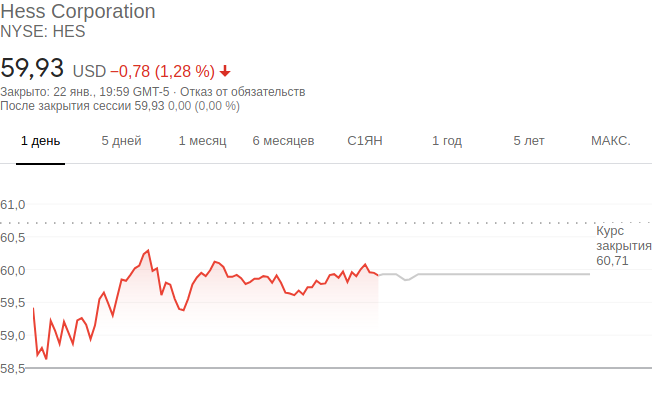 Hess Corporation
NYSE: HES
59,93 USD −0,78 (1,28 %)
Закрыто: 22 янв., 19:59 GMT-5 · Отказ от обязательств
После закрытия сессии 59,93 0,00 (0,00 %)
1 день 5 дней 1 месяц 6 месяцев С1ЯН 1 год 5 лет МАКС.
61,0
60,5
60,0
59,5
59,0
58,5
Курс
закрытия
60,71